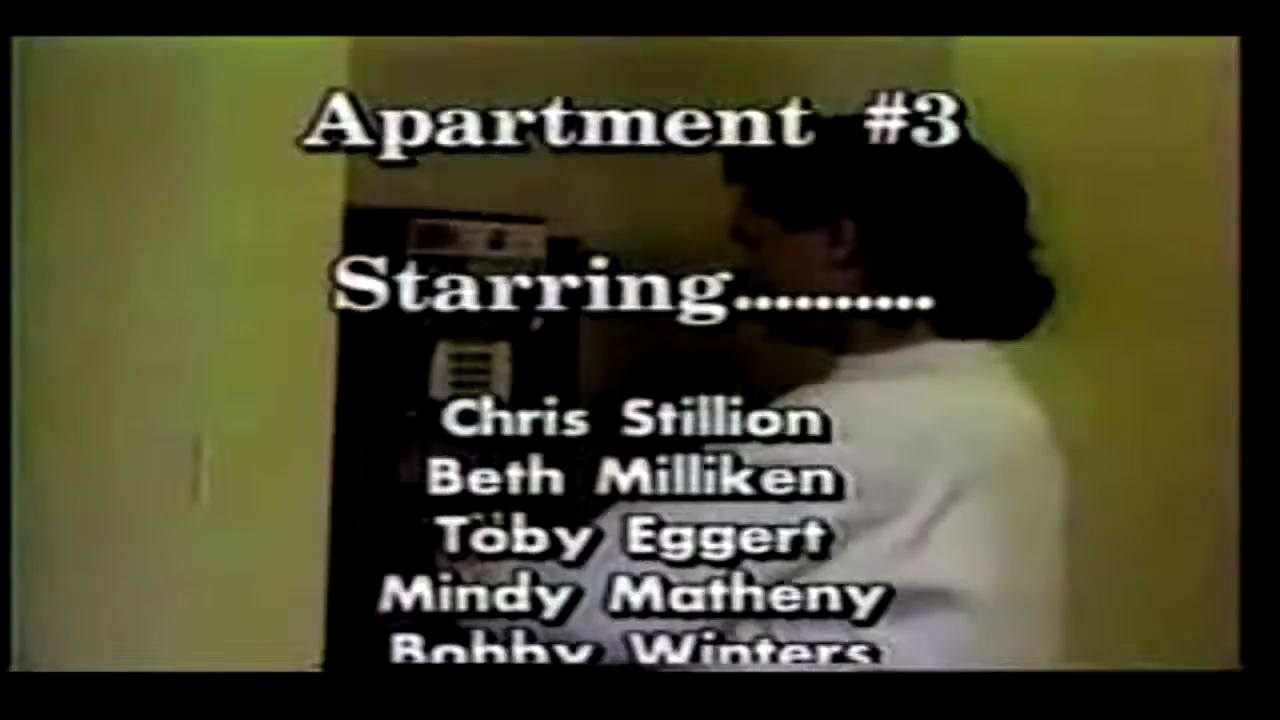 Apartment #3
Starring..........
Chris Stillion
Beth Milliken
Toby Eggert
Mindy Matheny
Bobby Winters